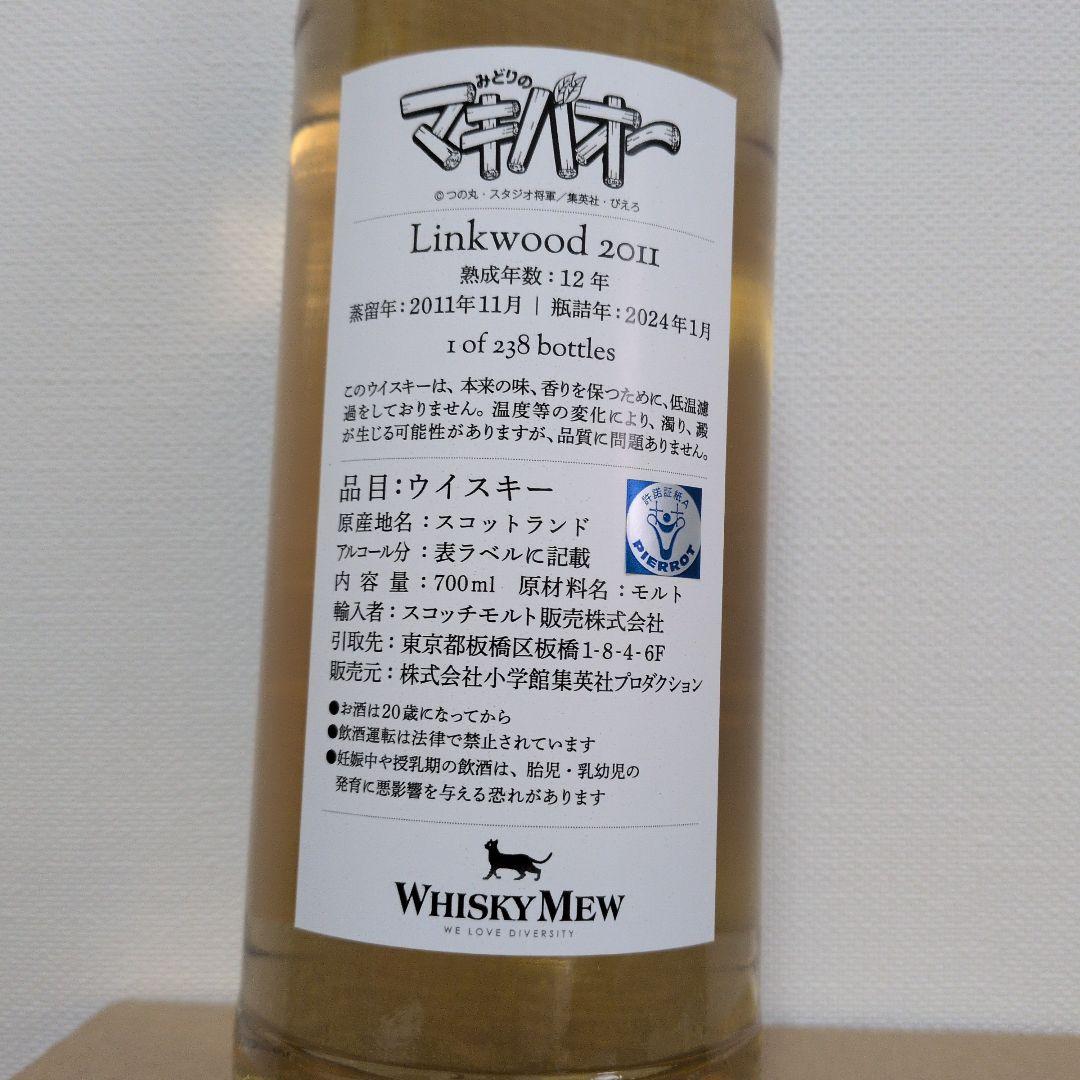 みどりの
マキバオー
©つの丸・スタジオ将軍／集英社・ぴえろ
Linkwood 2011
熟成年数：12年
蒸留年：2011年11月｜瓶詰年：2024年1月
1 of 238 bottles
このウイスキーは、本来の味、香りを保つために、低温濾
過をしておりません。温度等の変化により、濁り、澱
が生じる可能性がありますが、品質に問題ありません。
品目：ウイスキー
原産地名：スコットランド
アルコール分：表ラベルに記載
内容量：700ml 原材料名：モルト
輸入者：スコッチモルト販売株式会社
引取先：東京都板橋区板橋1-8-4-6F
販売元：株式会社小学館集英社プロダクション
許諾証紙A
PIERROT
●お酒は20歳になってから
●飲酒運転は法律で禁止されています
●妊娠中や授乳期の飲酒は、胎児・乳幼児の
発育に悪影響を与える恐れがあります
WHISKY MEW
WE LOVE DIVERSITY